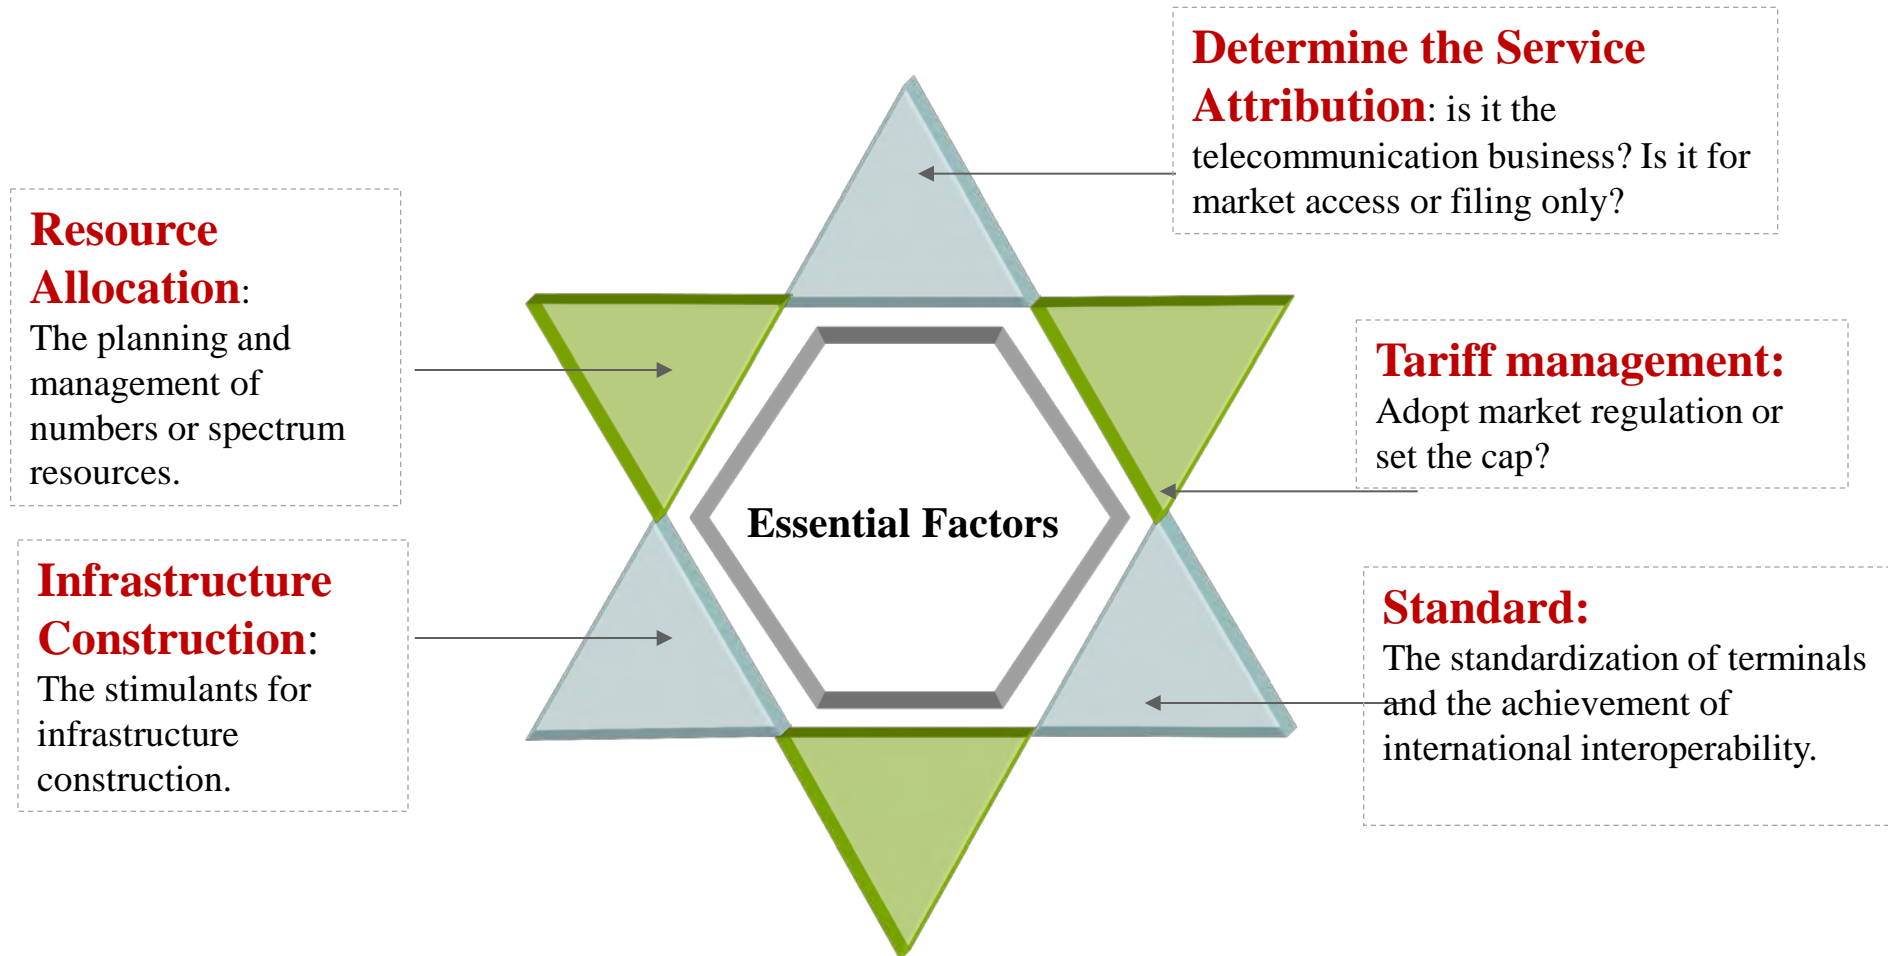 Determine the Service
Attribution: is it the
telecommunication business? Is it for
market access or filing only?
Resource
Allocation:
The planning and
management of
numbers or spectrum
resources.
Tariff management:
Adopt market regulation or
set the cap?
Essential Factors
Infrastructure
Construction:
The stimulants for
infrastructure
construction.
Standard:
The standardization of terminals
and the achievement of
international interoperability.